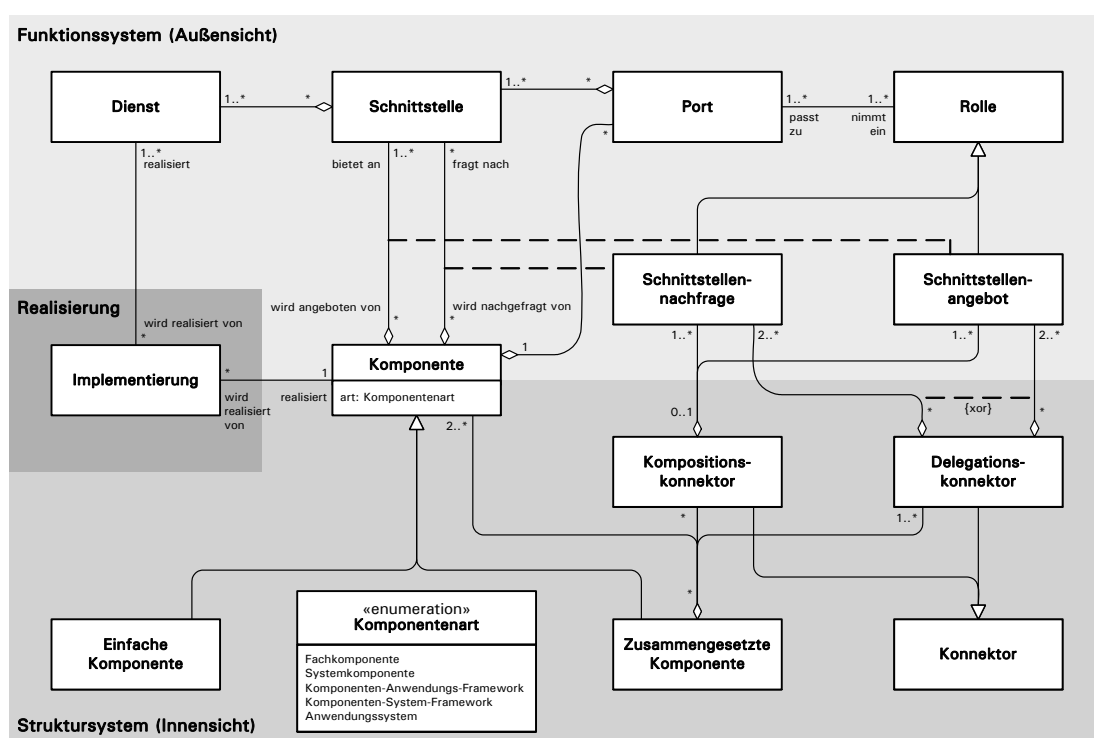 Funktionssystem (Außensicht)
Dienst
1..*
*
Schnittstelle
1..*
*
Port
1..*
1..*
passt
zu
nimmt
ein
Rolle
1..*
realisiert
bietet an
1..*
*
fragt nach
*
Schnittstellen-
nachfrage
Schnittstellen-
angebot
Realisierung
wird realisiert von
*
wird angeboten von
*
wird nachgefragt von
*
1
1..*
2..*
1..*
2..*
Implementierung
*
wird
realisiert
von
1
realisiert
Komponente
art: Komponentenart
2..*
0..1
*
{xor}
*
Kompositions-
konnektor
Delegations-
konnektor
*
1..*
*
Einfache
Komponente
«enumeration»
Komponentenart
Fachkomponente
Systemkomponente
Komponenten-Anwendungs-Framework
Komponenten-System-Framework
Anwendungssystem
Zusammengesetzte
Komponente
Konnektor
Struktursystem (Innensicht)